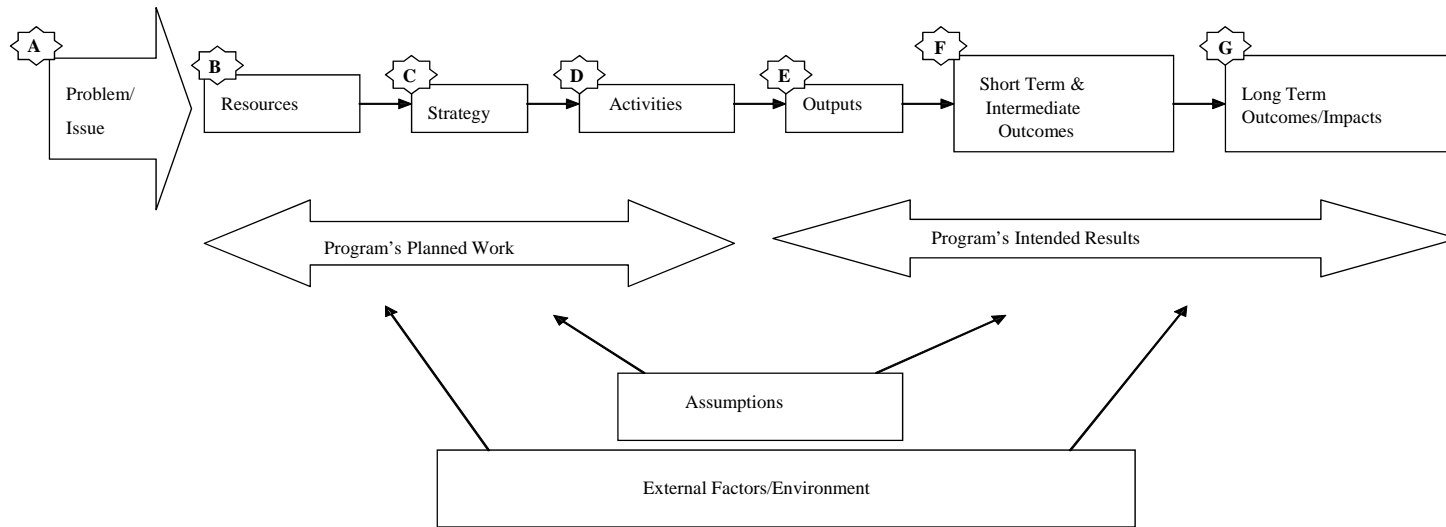 A
Problem/
Issue
B
Resources
C
Strategy
D
Activities
E
Outputs
F
Short Term &
Intermediate
Outcomes
G
Long Term
Outcomes/Impacts
Program's Planned Work
Program's Intended Results
Assumptions
External Factors/Environment